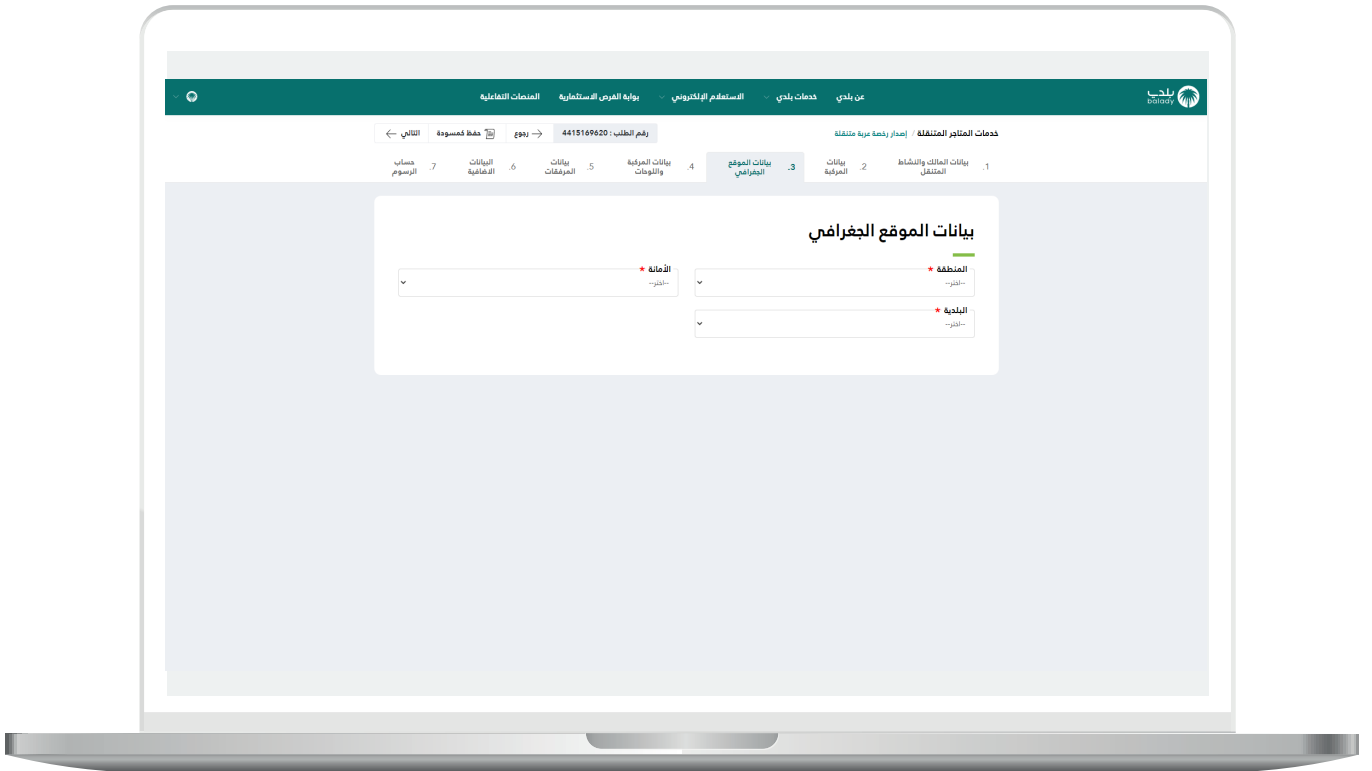 بلدي
balady
عن بلدي
خدمات بلدي
الاستعلام الإلكتروني
بوابة الفرص الاستثمارية
المنصات التفاعلية
خدمات المتاجر المتنقلة / إصدار رخصة عربة متنقلة
رقم الطلب : 4415169620
رجوع
حفظ كمسودة
التالي
1. بيانات المالك والنشاط
المتنقل
2. بيانات
المركبة
3. بيانات الموقع
الجغرافي
4. بيانات المركبة
واللوحات
5. بيانات
المرفقات
6. البيانات
الاضافية
7. حساب
الرسوم
بيانات الموقع الجغرافي
المنطقة *
--اختر--
الأمانة *
--اختر--
البلدية *
--اختر--